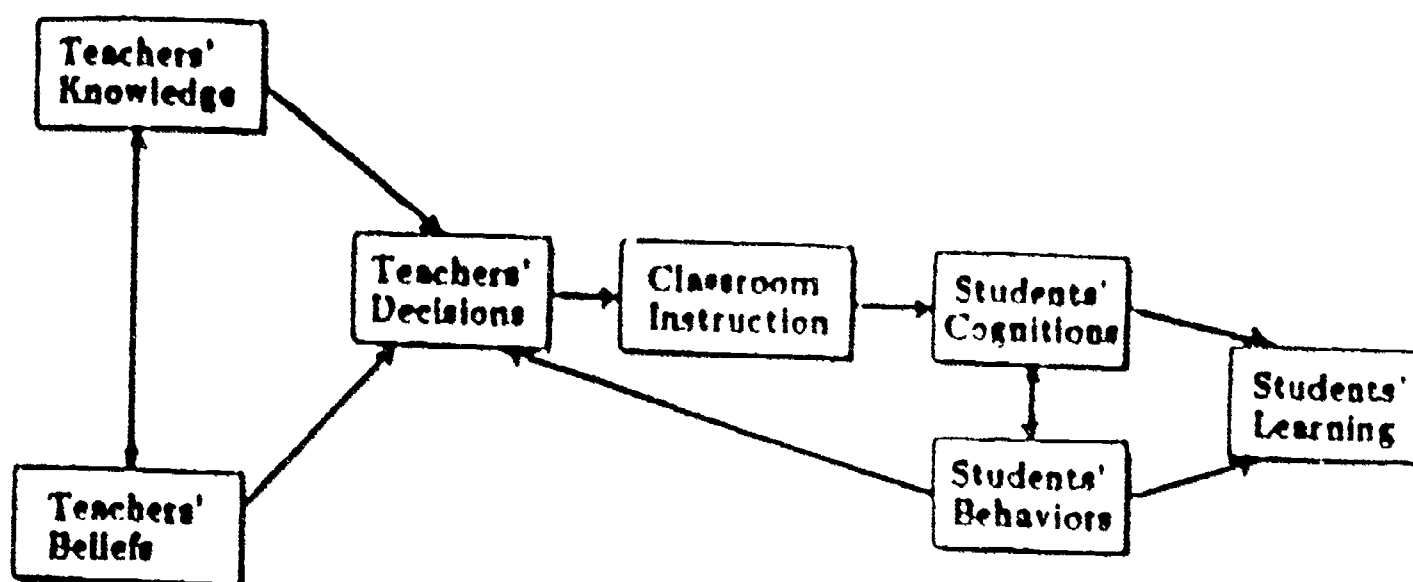 Teachers'
Knowledge
Teachers'
Decisions
Classroom
Instruction
Students'
Cognitions
Students'
Learning
Students'
Behaviors
Teachers'
Beliefs